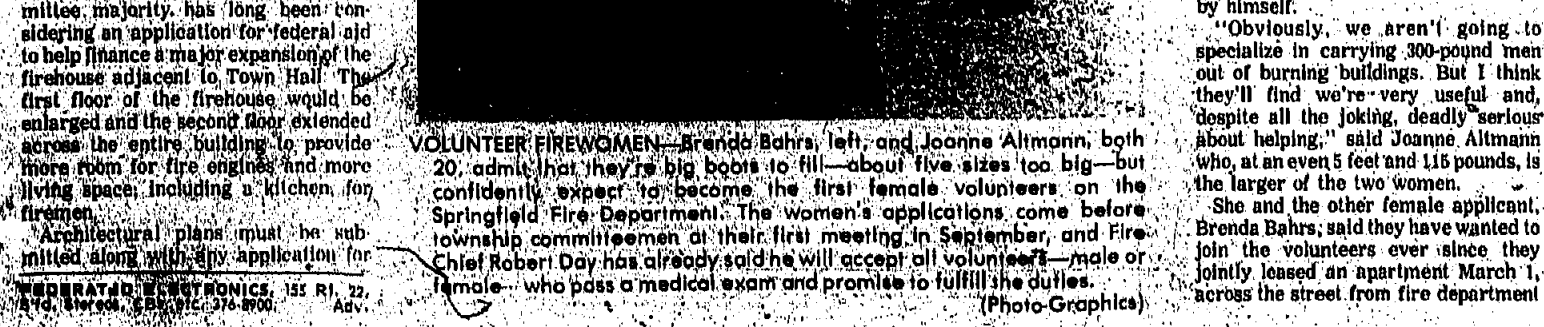 mittee majority, has long been con-
sidering an application for federal aid
to help finance a major expansion of the
firehouse adjacent to Town Hall. The
first floor of the firehouse would be
enlarged and the second floor extended
across the entire building to provide
more room for fire engines and more
living space, including a kitchen, for
firemen.
Architectural plans must be sub-
mitted along with any application for
FEDERATED ELECTRONICS, 155 Rt. 22,
S'fd. Stereos, CBs, etc. 376-8900. Adv.
VOLUNTEER FIREWOMEN—Brenda Bahrs, left, and Joanne Altmann, both
20, admit that they're big boots to fill—about five sizes too big—but
confidently expect to become the first female volunteers on the
Springfield Fire Department. The women's applications come before
township committeemen at their first meeting in September, and Fire
Chief Robert Day has already said he will accept all volunteers—male or
female—who pass a medical exam and promise to fulfill the duties.
(Photo-Graphics)
by himself.
"Obviously, we aren't going to
specialize in carrying 300-pound men
out of burning buildings. But I think
they'll find we're very useful and,
despite all the joking, deadly serious
about helping," said Joanne Altmann
who, at an even 5 feet and 115 pounds, is
the larger of the two women.
She and the other female applicant,
Brenda Bahrs, said they have wanted to
join the volunteers ever since they
jointly leased an apartment March 1,
across the street from fire department